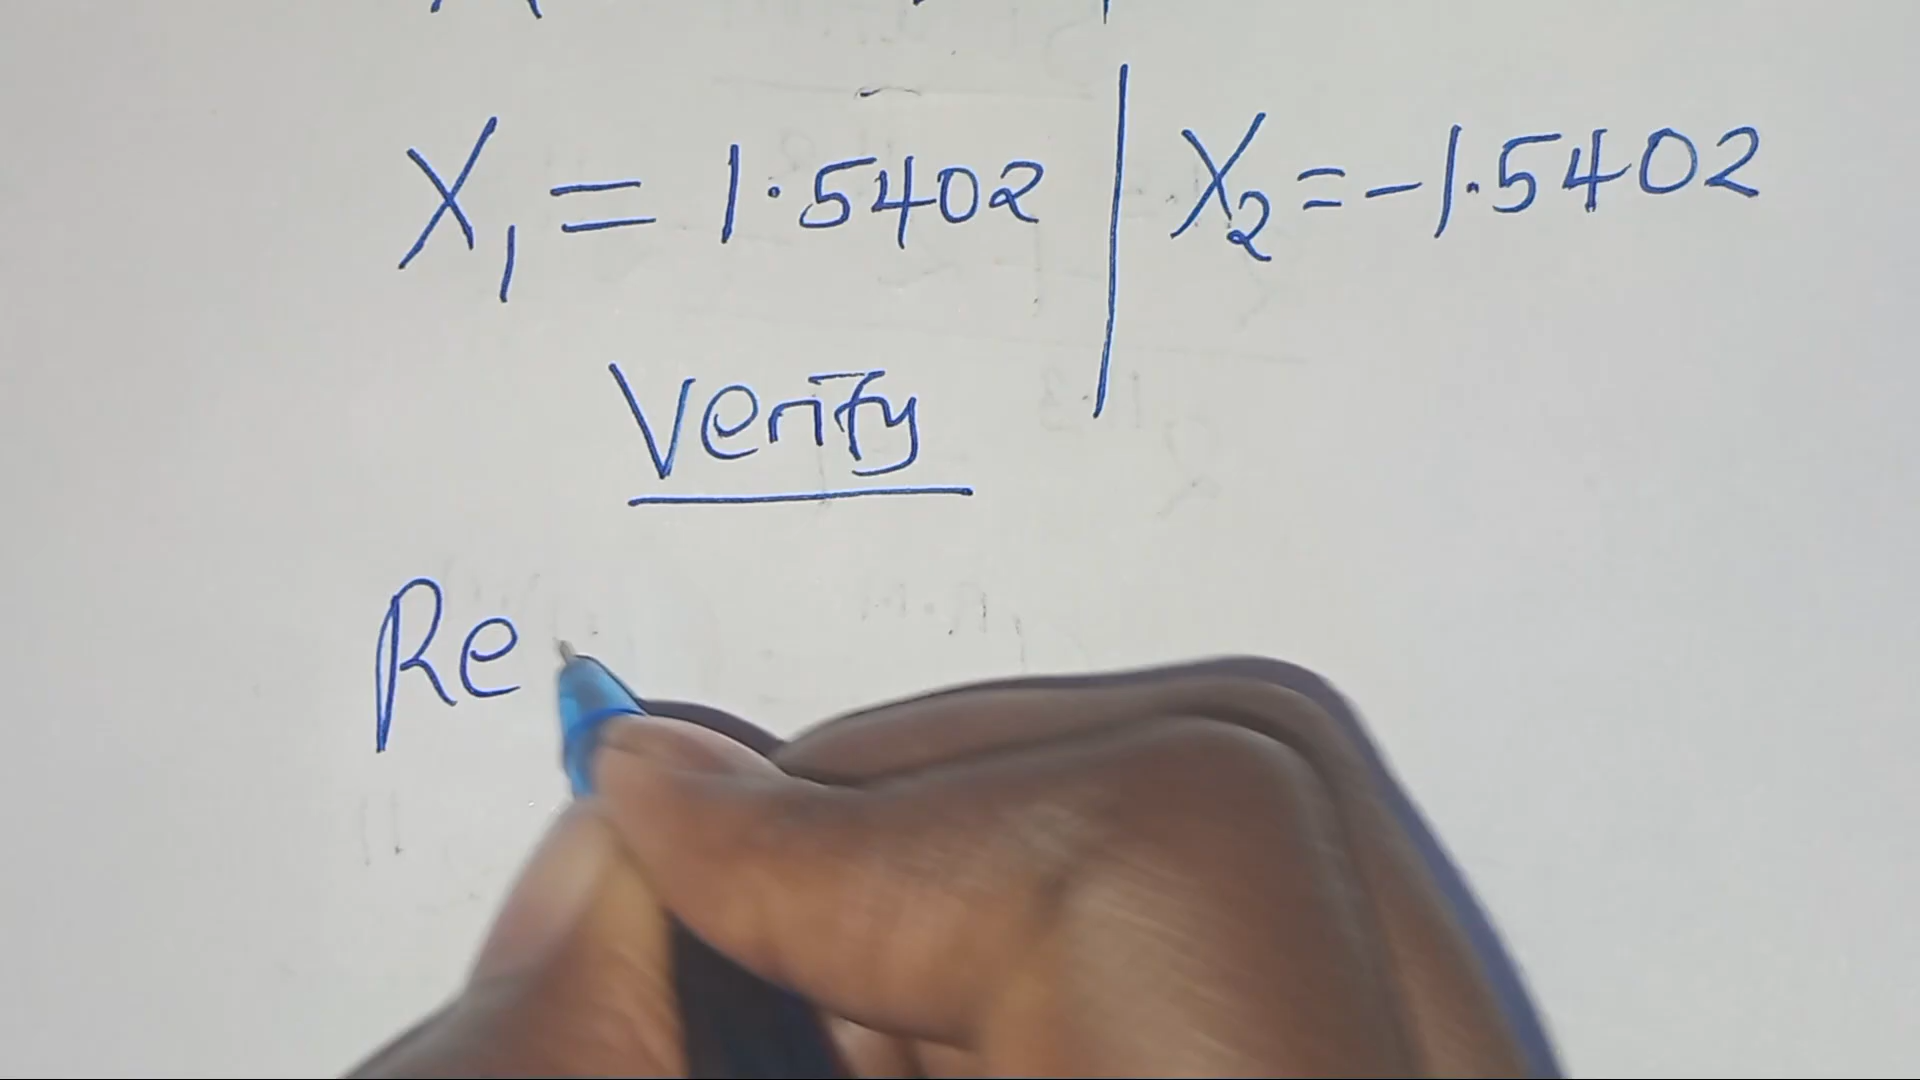 X₁ = 1.5402 | X₂ = -1.5402
Verify
Re